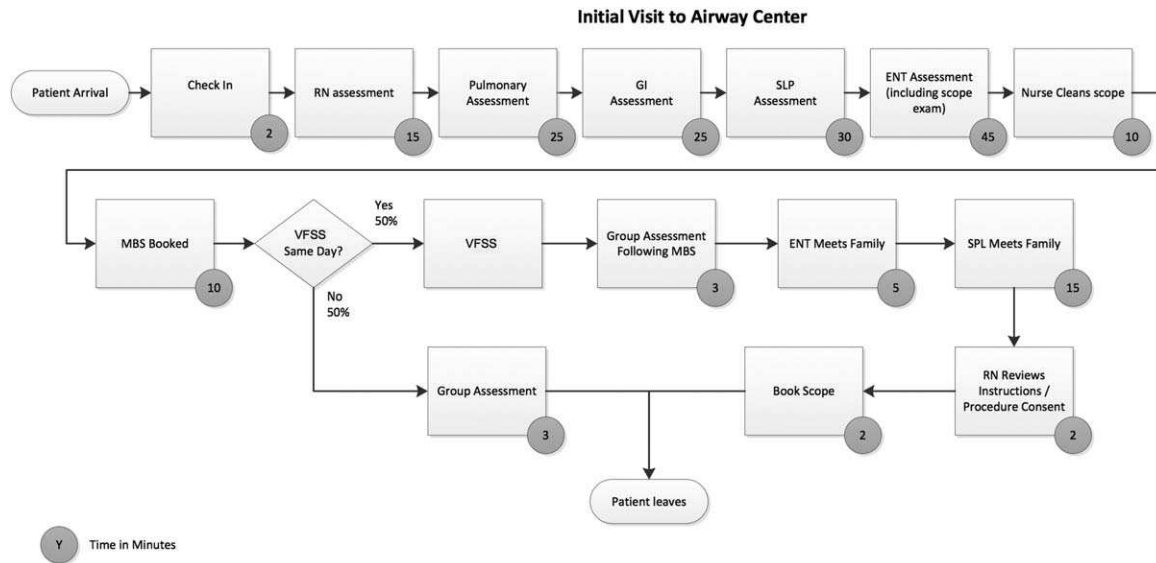 Initial Visit to Airway Center
Patient Arrival
Check In
2
RN assessment
15
Pulmonary
Assessment
25
GI
Assessment
25
SLP
Assessment
30
ENT Assessment
(including scope
exam)
45
Nurse Cleans scope
10
MBS Booked
10
VFSS
Same Day?
Yes
50%
No
50%
VFSS
Group Assessment
Following MBS
3
ENT Meets Family
5
SPL Meets Family
15
Group Assessment
3
Book Scope
2
RN Reviews
Instructions /
Procedure Consent
2
Patient leaves
Y
Time in Minutes